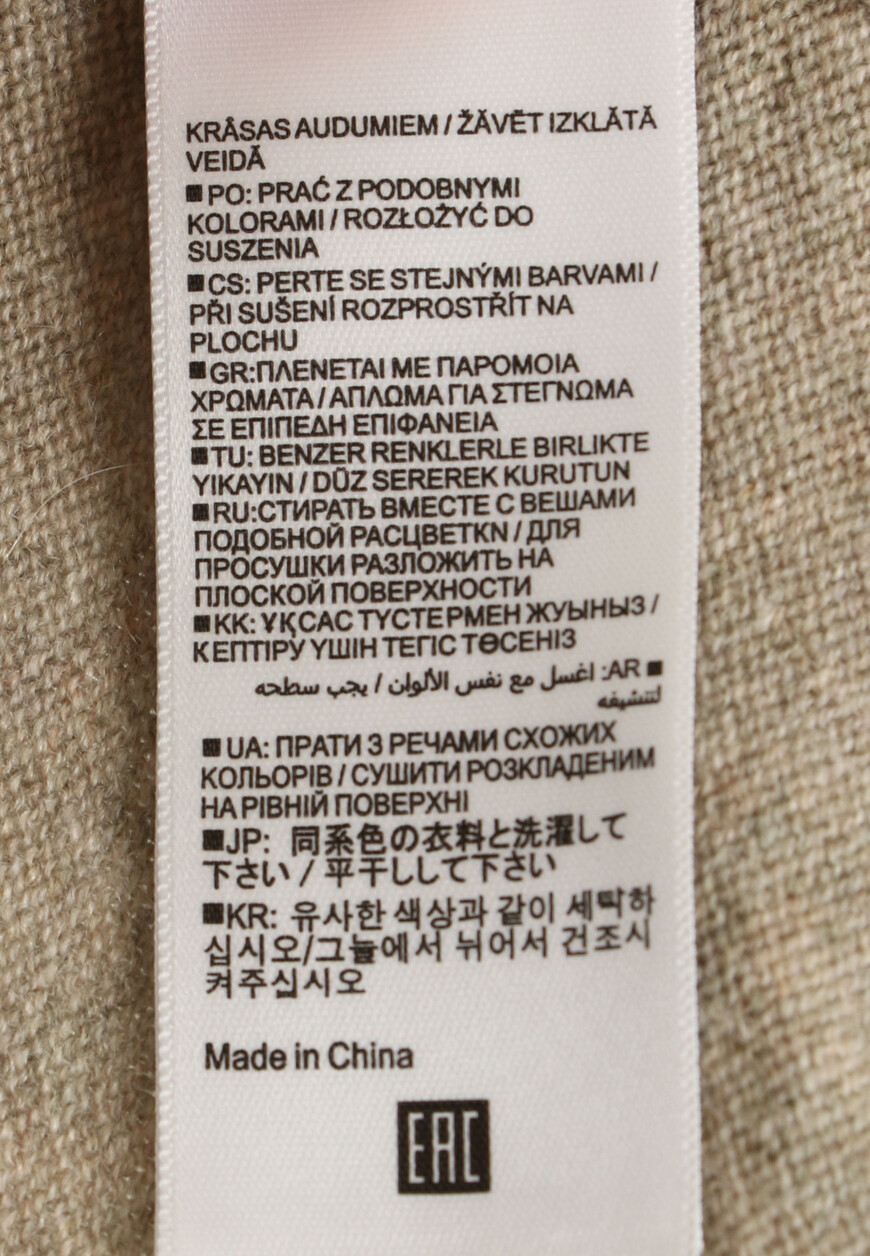 KRÂSAS AUDUMIEM / ŽĀVĒT IZKLĀTĀ
VEIDĀ
■PO: PRAĆ Z PODOBNYMI
KOLORAMI / ROZŁOŻYĆ DO
SUSZENIA
■CS: PERTE SE STEJNÝMI BARVAMI /
PŘI SUŠENÍ ROZPROSTŘÍT NA
PLOCHU
■GR:ΠΛΕΝΕΤΑΙ ΜΕ ΠΑΡΟΜΟΙΑ
ΧΡΩΜΑΤΑ / ΑΠΛΩΜΑ ΓΙΑ ΣΤΕΓΝΩΜΑ
ΣΕ ΕΠΙΠΕΔΗ ΕΠΙΦΑΝΕΙΑ
■TU: BENZER RENKLERLE BIRLIKTE
YIKAYIN / DŪZ SEREREK KURUTUN
■RU:СТИРАТЬ ВМЕСТЕ С ВЕШАМИ
ПОДОБНОЙ РАСЦВЕТКN / ДЛЯ
ПРОСУШКИ РАЗЛОЖИТЬ НА
ПЛОСКОЙ ПОВЕРХНОСТИ
■KK: ҰҚСАС ТҮСТЕРМЕН ЖУЫНЫЗ /
КЕПТІРУ ҮШІН ТЕГІС ТӨСЕНІЗ
■ AR: اغسل مع نفس الألوان / يجب سطحه
لتنشيفه
■UA: ПРАТИ З РЕЧАМИ СХОЖИХ
КОЛЬОРІВ / СУШИТИ РОЗКЛАДЕНИМ
НА РІВНІЙ ПОВЕРХНІ
■JP: 同系色の衣料と洗濯して
下さい / 平干ししして下さい
■KR: 유사한 색상과 같이 세탁하
십시오/그늘에서 뉘어서 건조시
켜주십시오
Made in China
EAC